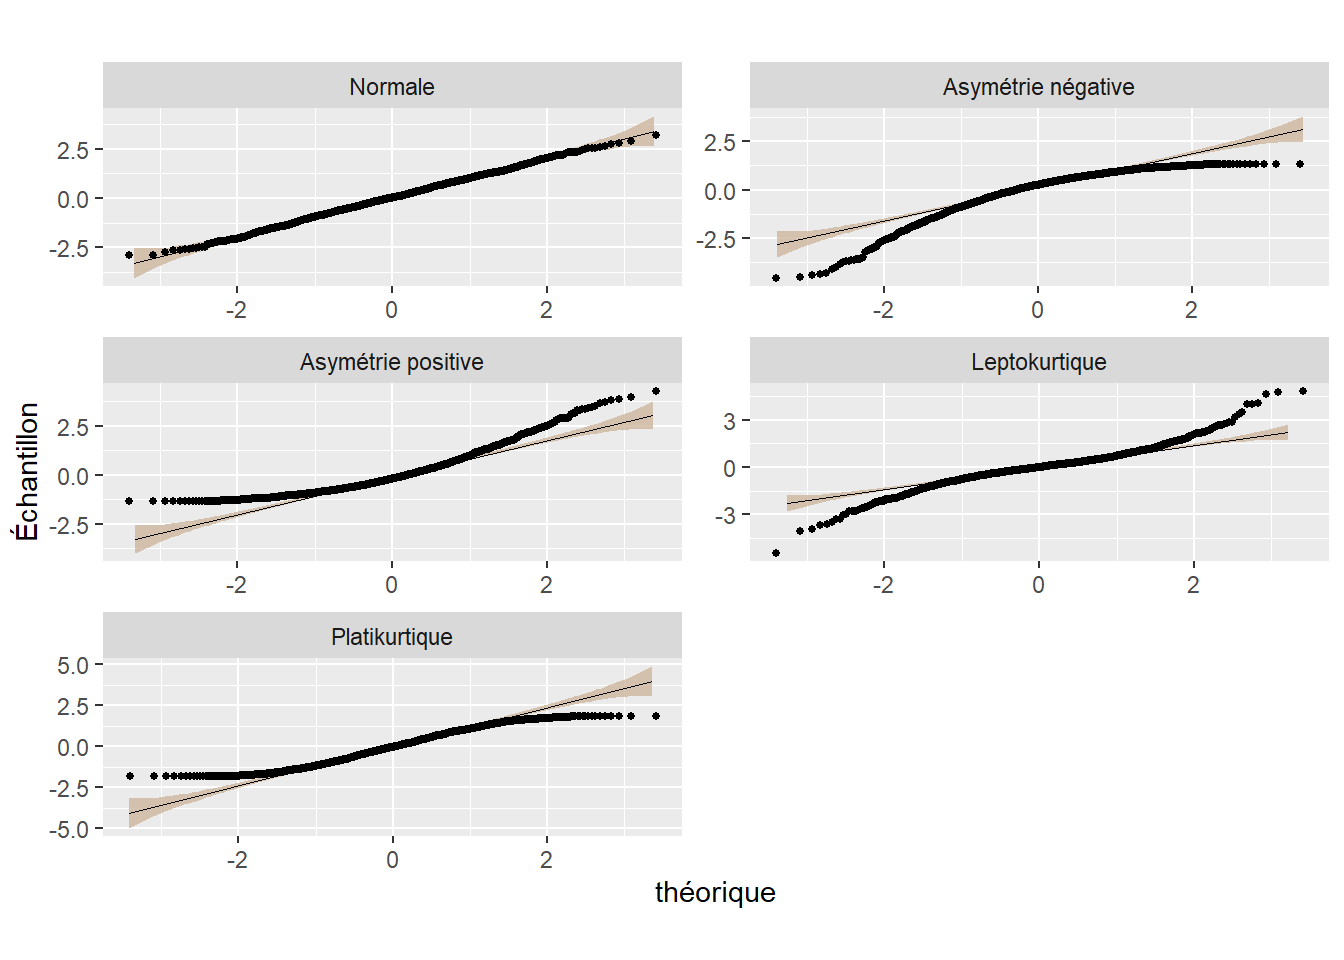 Normale
Asymétrie négative
2.5
0.0
-2.5
-2 0 2
2.5
0.0
-2.5
-2 0 2
Asymétrie positive
Leptokurtique
2.5
0.0
-2.5
-2 0 2
3
0
-3
-2 0 2
Platikurtique
5.0
2.5
0.0
-2.5
-5.0
-2 0 2
Échantillon
théorique